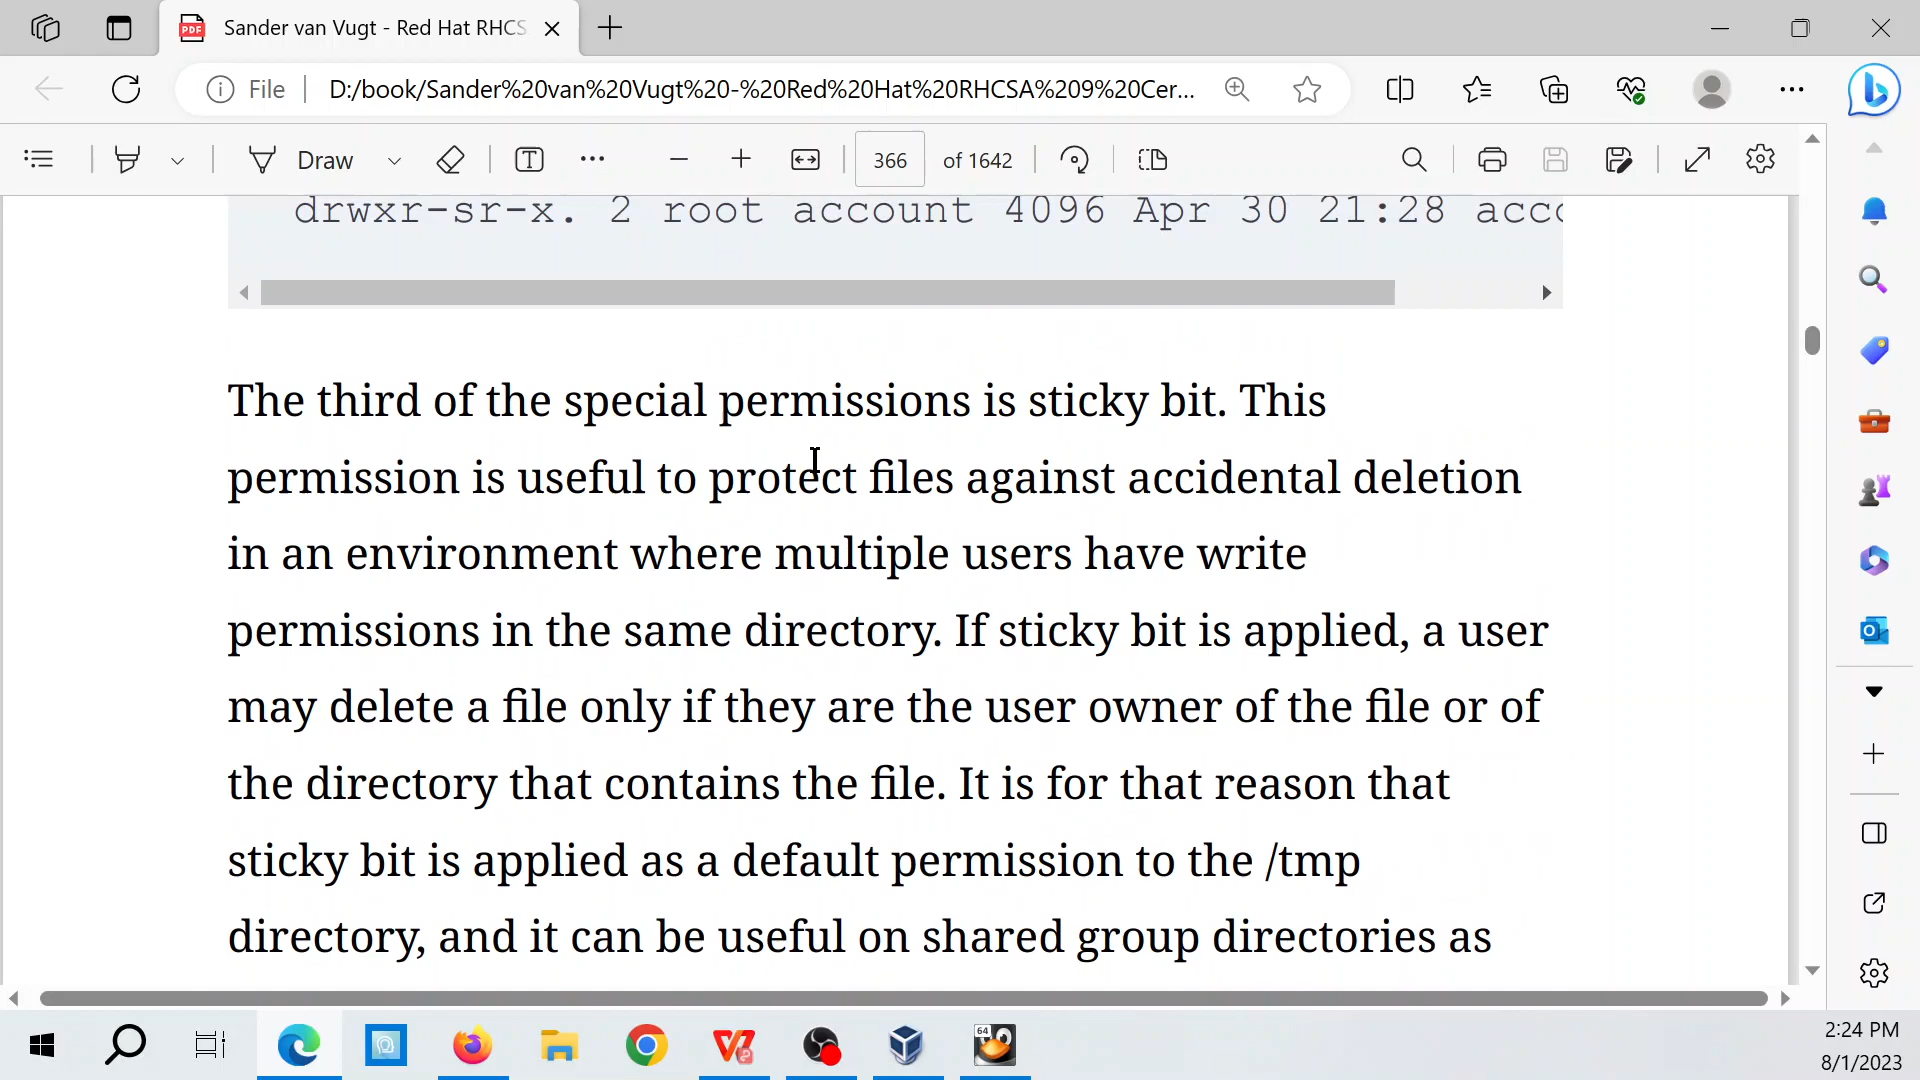 Sander van Vugt - Red Hat RHCS
File
D:/book/Sander%20van%20Vugt%20-%20Red%20Hat%20RHCSA%209%20Cer...
Draw
366 of 1642
drwxr-sr-x. 2 root account 4096 Apr 30 21:28 acco
The third of the special permissions is sticky bit. This
permission is useful to protect files against accidental deletion
in an environment where multiple users have write
permissions in the same directory. If sticky bit is applied, a user
may delete a file only if they are the user owner of the file or of
the directory that contains the file. It is for that reason that
sticky bit is applied as a default permission to the /tmp
directory, and it can be useful on shared group directories as
2:24 PM
8/1/2023